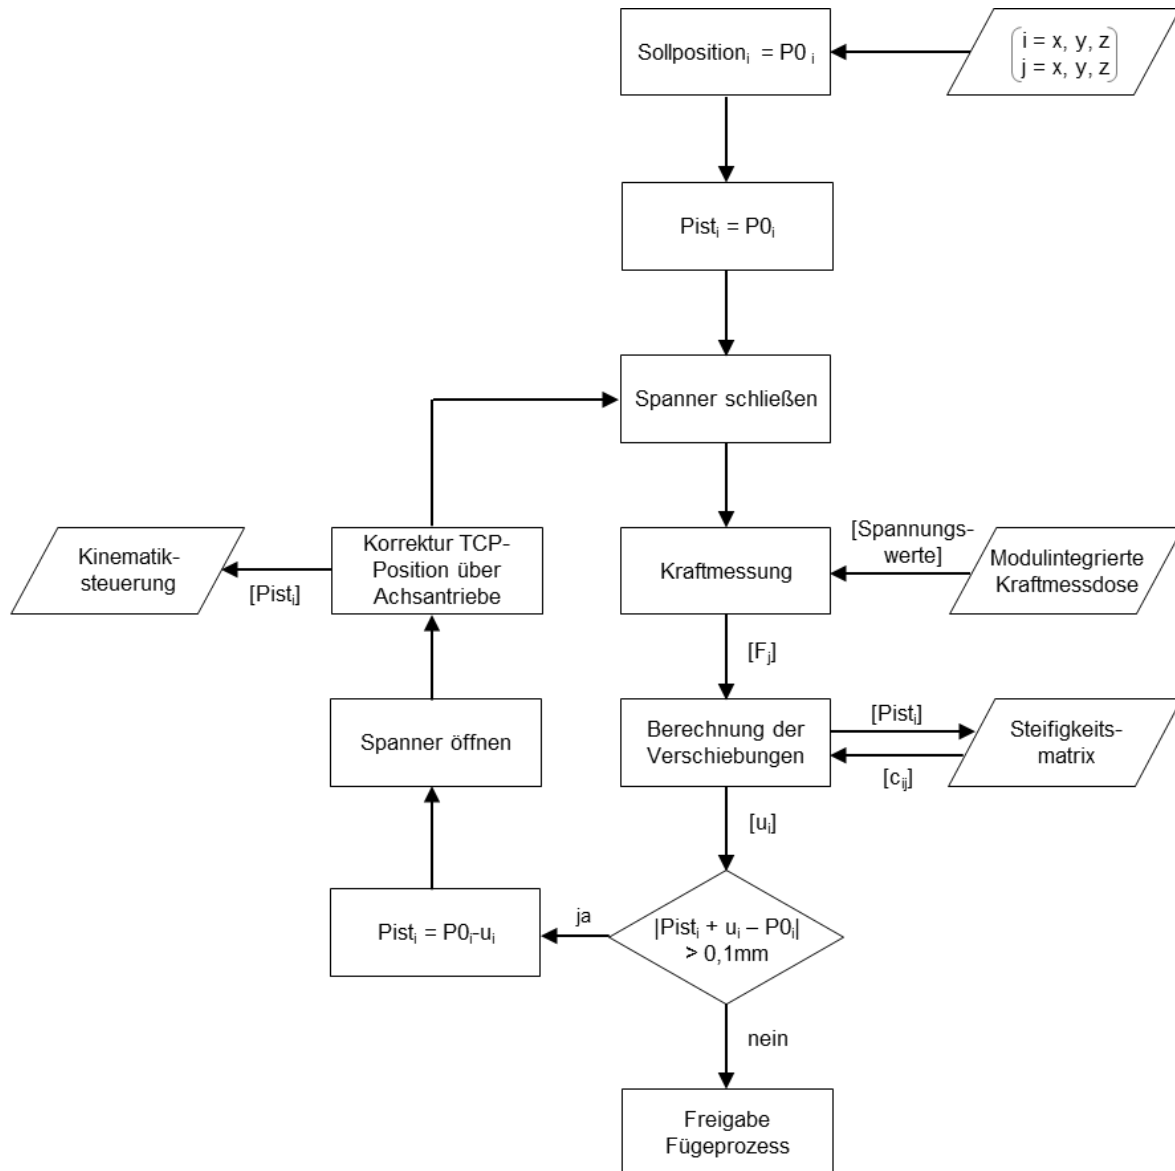 Sollpositionᵢ = P0 ᵢ
i = x, y, z
j = x, y, z
Pistᵢ = P0ᵢ
Spanner schließen
Kinematik-
steuerung
[Pistᵢ]
Korrektur TCP-
Position über
Achsantriebe
Kraftmessung
[Spannungs-
werte]
Modulintegrierte
Kraftmessdose
[Fⱼ]
Spanner öffnen
Berechnung der
Verschiebungen
[Pistᵢ]
[cᵢⱼ]
Steifigkeits-
matrix
[uᵢ]
Pistᵢ = P0ᵢ-uᵢ
ja
|Pistᵢ + uᵢ – P0ᵢ|
> 0,1mm
nein
Freigabe
Fügeprozess